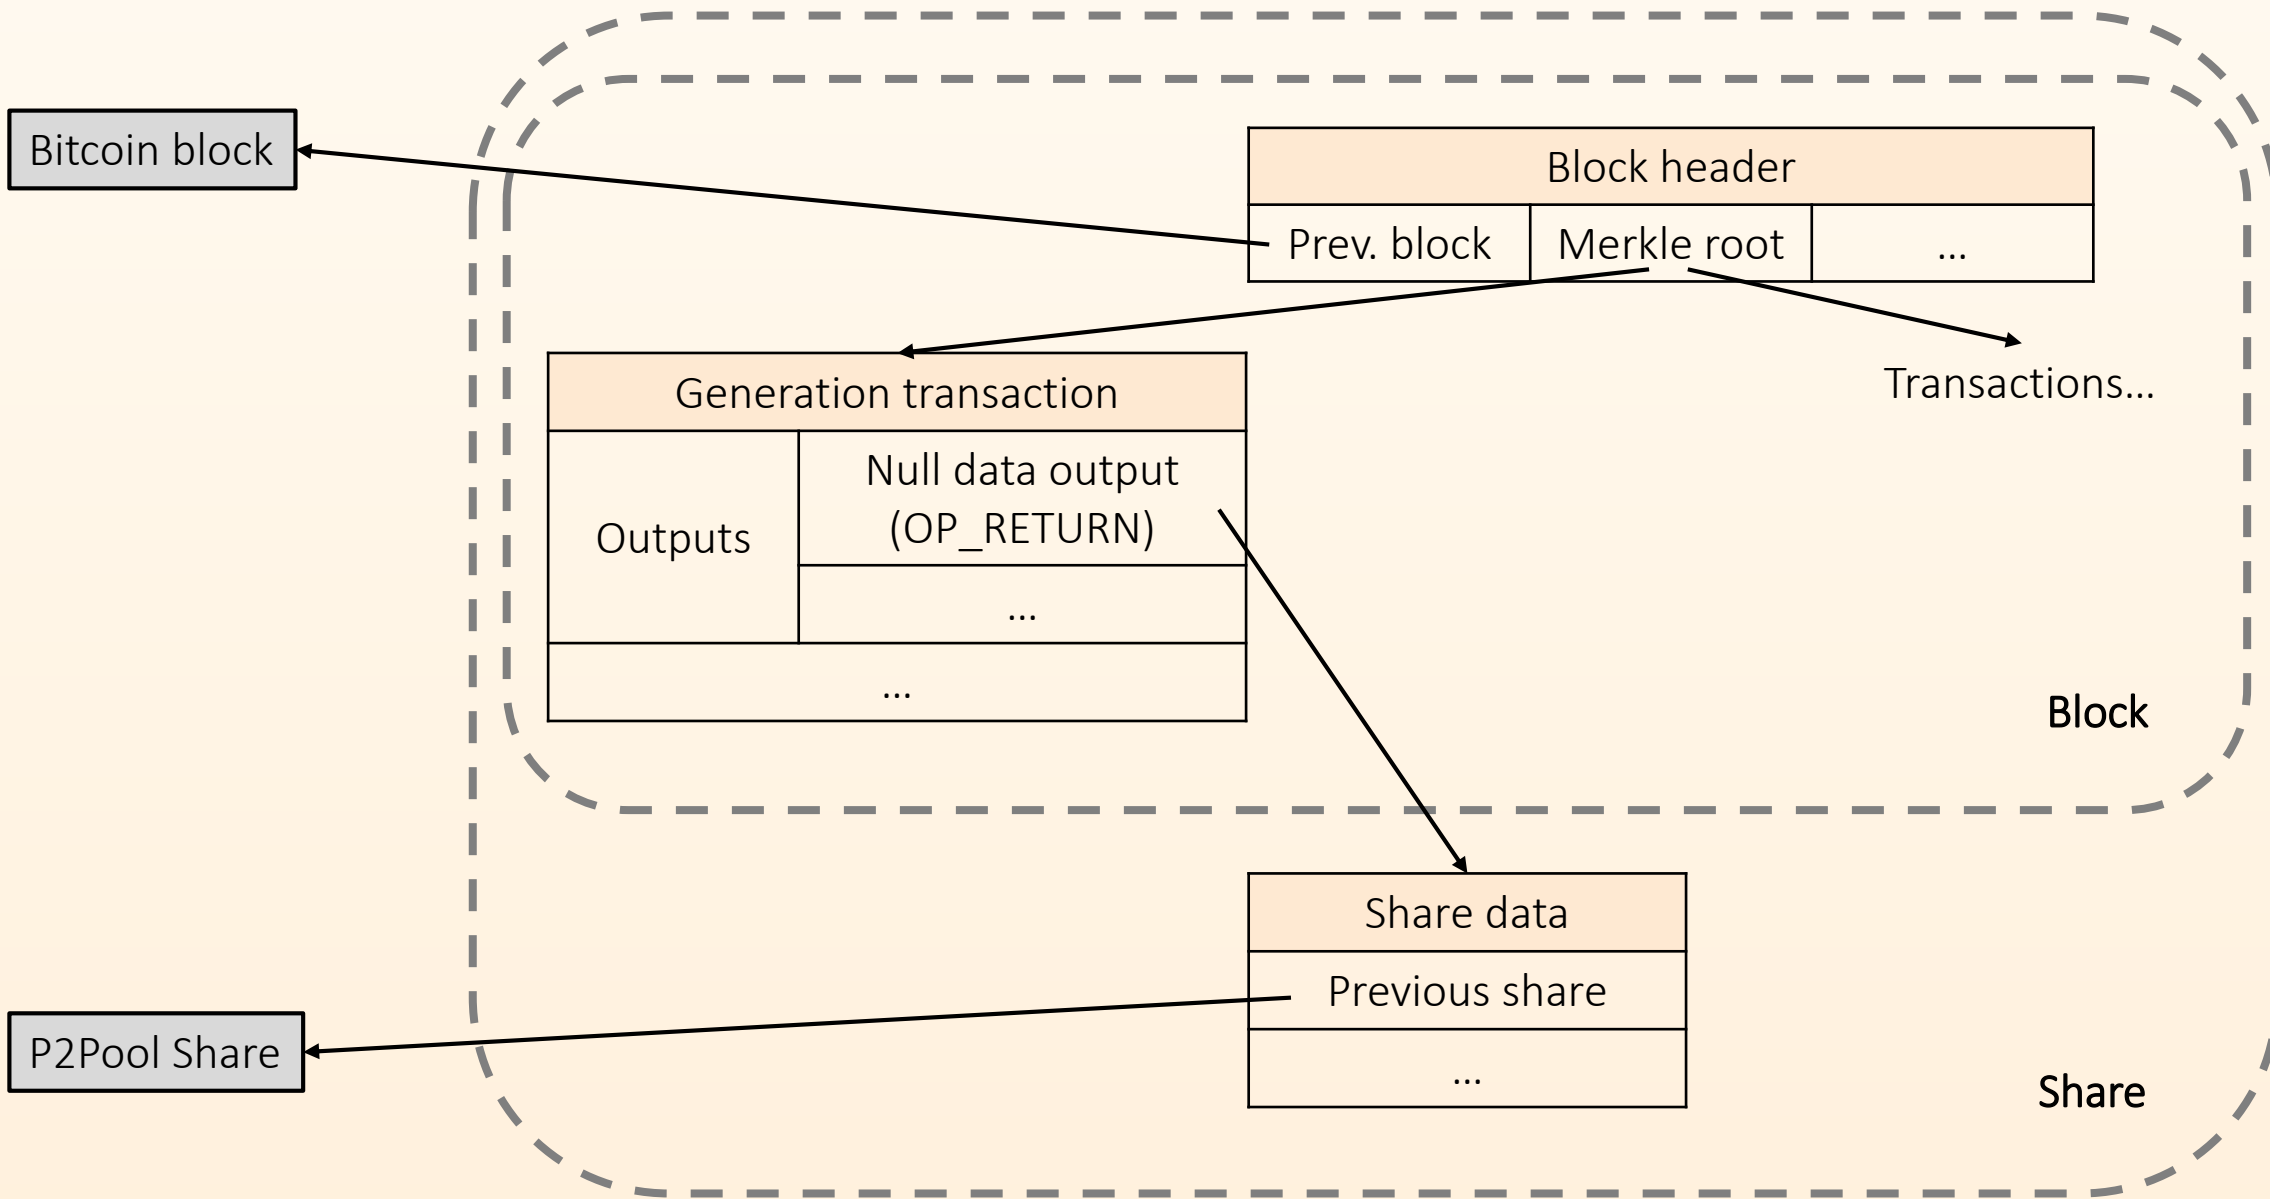 Bitcoin block
Block header
Prev. block
Merkle root
...
Generation transaction
Transactions...
Outputs
Null data output
(OP_RETURN)
...
...
Block
Share data
Previous share
...
P2Pool Share
Share